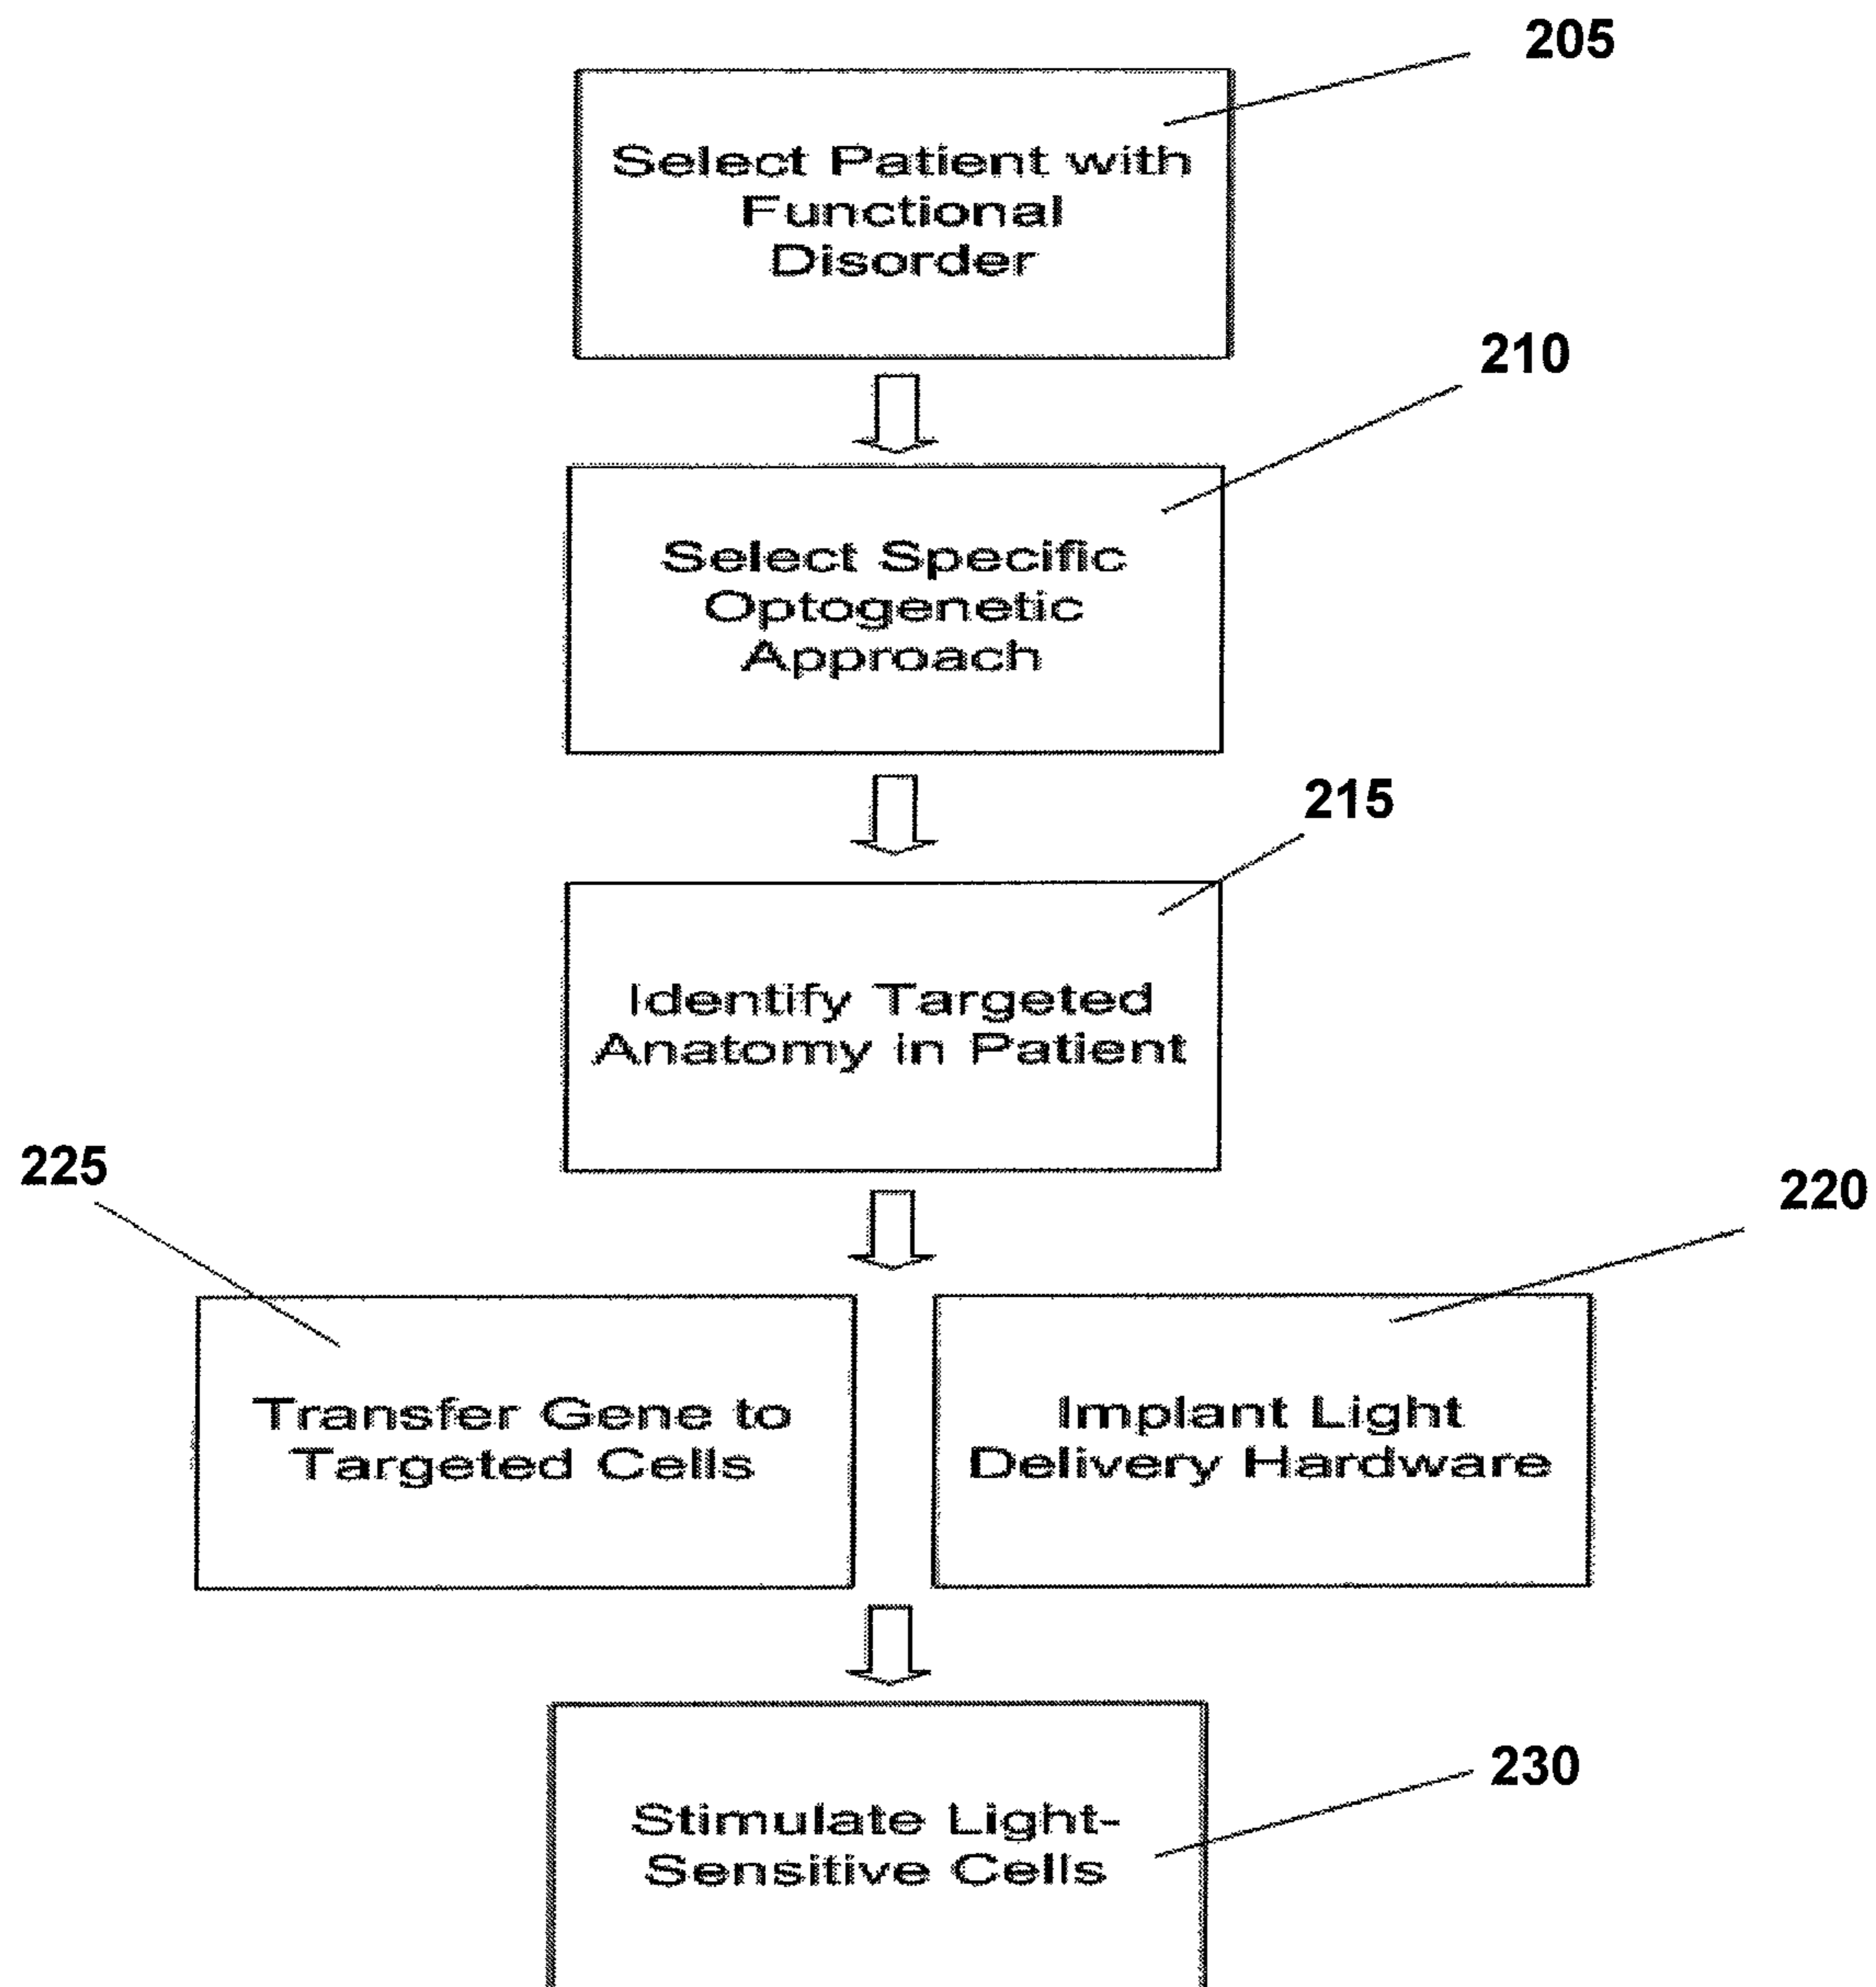 205
Select Patient with
Functional
Disorder
210
Select Specific
Optogenetic
Approach
215
Identify Targeted
Anatomy in Patient
225
220
Transfer Gene to
Targeted Cells
Implant Light
Delivery Hardware
230
Stimulate Light-
Sensitive Cells